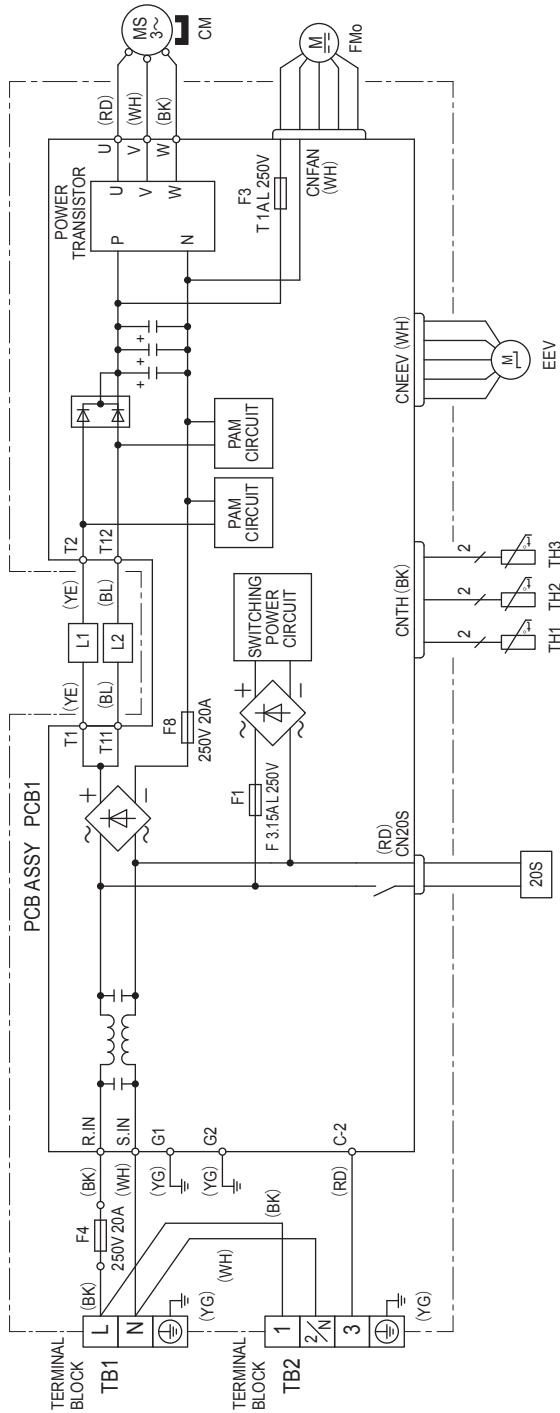 TERMINAL
BLOCK
TB1
L
N
(YG)
TERMINAL
BLOCK
TB2
1
2/N
3
(YG)
(BK)
F4
250V 20A
(BK)
(WH)
(BK)
(WH)
(YG)
(YG)
(RD)
R.IN
S.IN
G1
G2
C-2
PCB ASSY PCB1
+
−
T1
T11
(YE)
(BL)
L1
L2
(YE)
(BL)
T2
T12
F8
250V 20A
F1
F 3.15A L 250V
+
−
SWITCHING
POWER
CIRCUIT
PAM
CIRCUIT
PAM
CIRCUIT
+
+
+
POWER
TRANSISTOR
P
N
U
V
W
U
V
W
(RD)
(WH)
(BK)
MS
3~
CM
F3
T 1A L 250V
CNFAN
(WH)
M
FMo
(RD)
CN20S
20S
CNTH (BK)
2
2
2
TH1
TH2
TH3
CNEEV (WH)
M
EEV